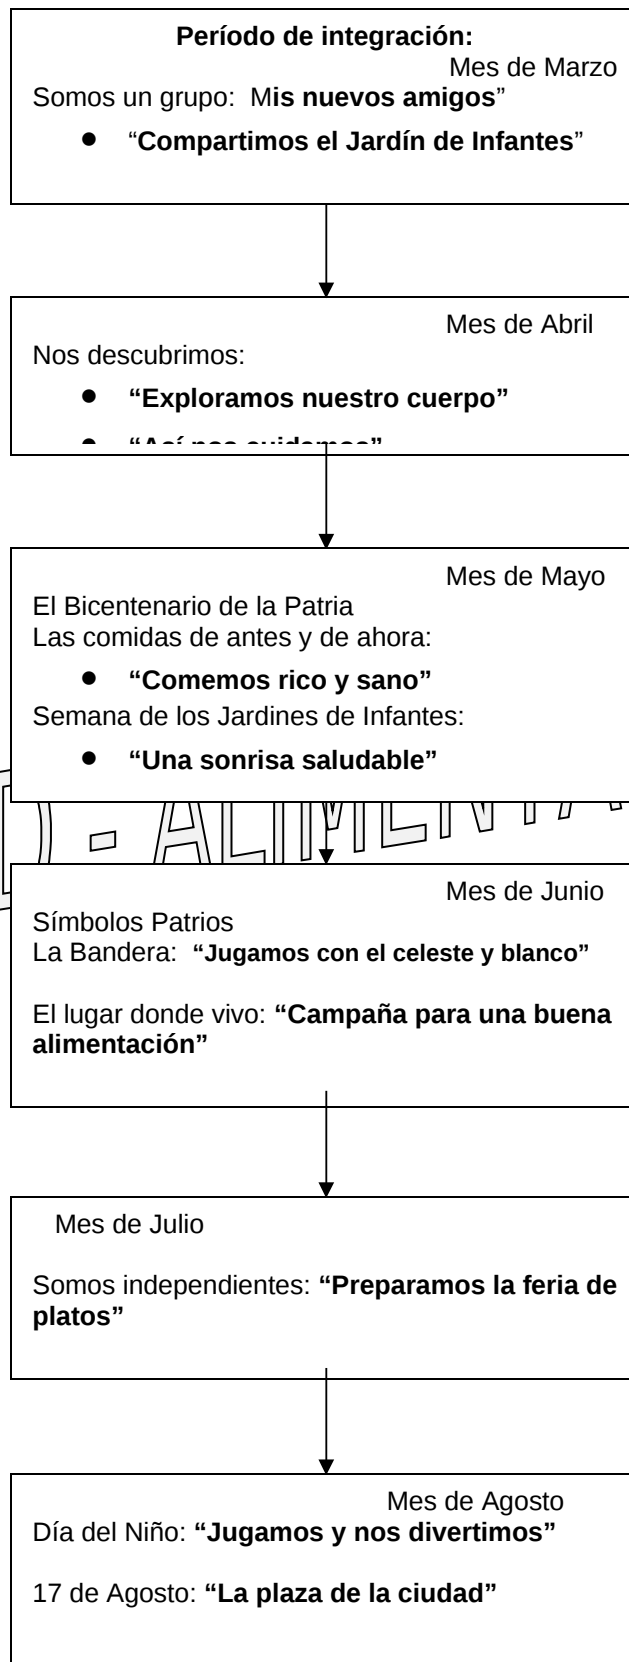 Período de integración:
Mes de Marzo
Somos un grupo:  Mis nuevos amigos”
● “Compartimos el Jardín de Infantes”
Mes de Abril
Nos descubrimos:
● “Exploramos nuestro cuerpo”
● “Así nos cuidamos”
Mes de Mayo
El Bicentenario de la Patria
Las comidas de antes y de ahora:
● “Comemos rico y sano”
Semana de los Jardines de Infantes:
● “Una sonrisa saludable”
D - ALIMENTA
Mes de Junio
Símbolos Patrios
La Bandera:  “Jugamos con el celeste y blanco”
El lugar donde vivo: “Campaña para una buena
alimentación”
Mes de Julio
Somos independientes: “Preparamos la feria de
platos”
Mes de Agosto
Día del Niño: “Jugamos y nos divertimos”
17 de Agosto: “La plaza de la ciudad”